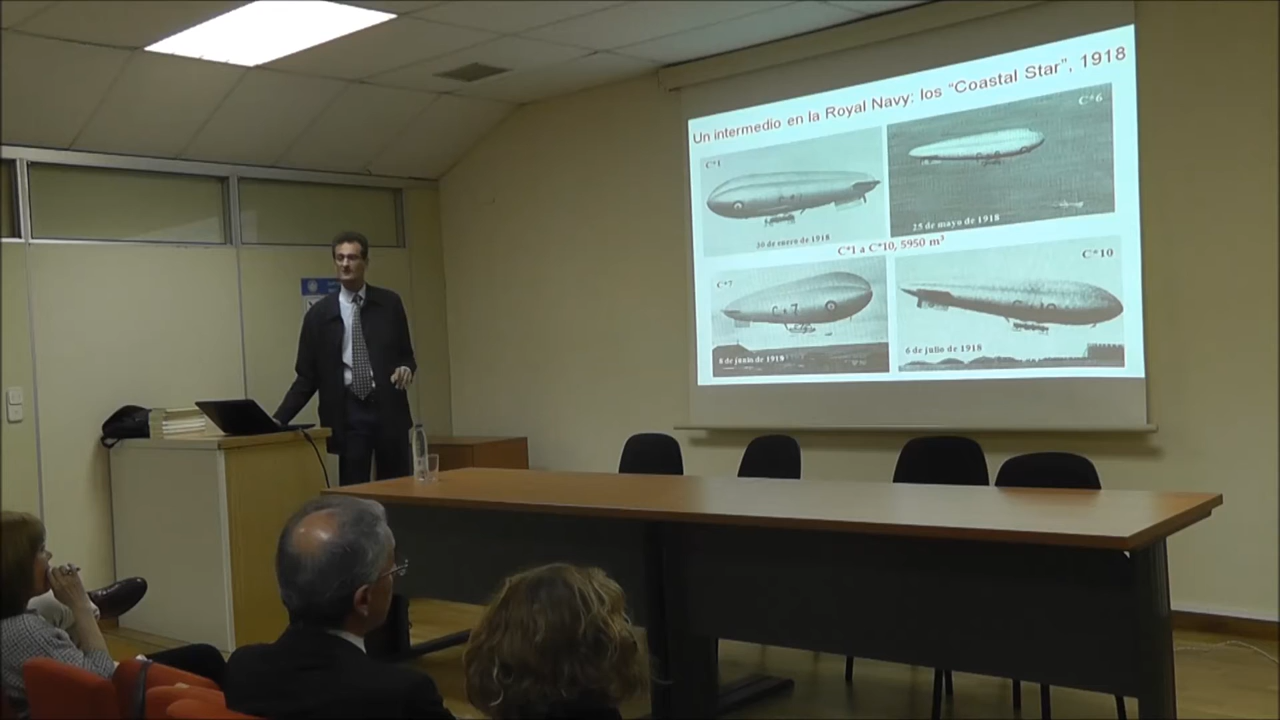 Un intermedio en la Royal Navy: los "Coastal Star", 1918
C*1
C*6
30 de enero de 1918
25 de mayo de 1918
C*1 a C*10, 5950 m³
C*7
C*10
C*7
8 de junio de 1918
6 de julio de 1918